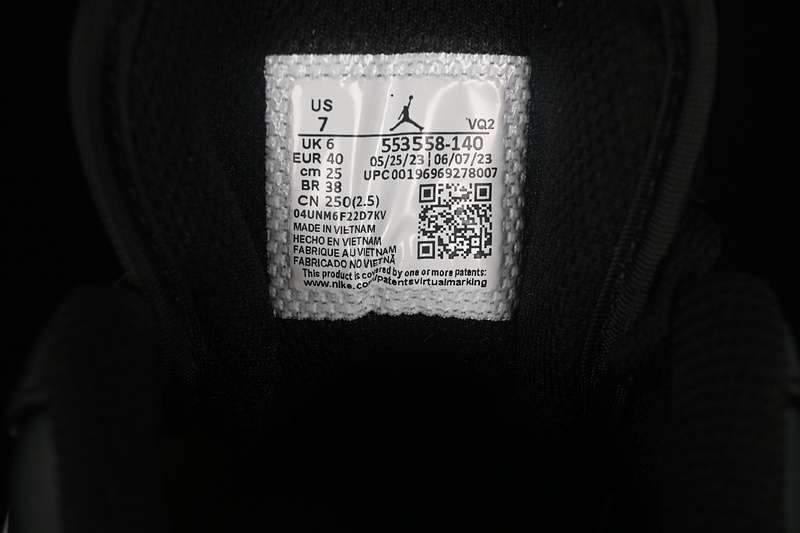 US
7
VQ2
UK 6
553558-140
EUR 40
05/25/23 | 06/07/23
cm 25
UPC00196969278007
BR 38
CN 250(2.5)
04UNM6F22D7KV
MADE IN VIETNAM
HECHO EN VIETNAM
FABRIQUE AU VIETNAM
FABRICADO NO VIETNÃ
This product is covered by one or more patents:
www.nike.com/patentsvirtualmarking